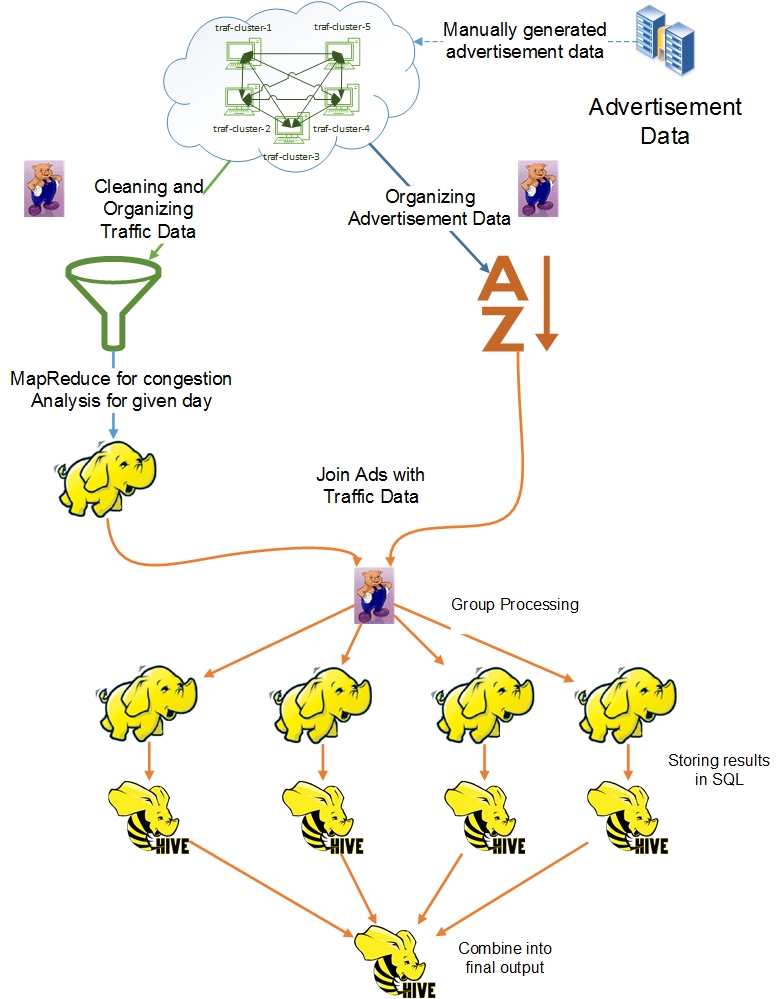 traf-cluster-1
traf-cluster-5
Manually generated
advertisement data
traf-cluster-2
traf-cluster-4
traf-cluster-3
Advertisement
Data
Cleaning and
Organizing
Traffic Data
Organizing
Advertisement Data
A
Z
MapReduce for congestion
Analysis for given day
Join Ads with
Traffic Data
Group Processing
Storing results
in SQL
HIVE
HIVE
HIVE
HIVE
Combine into
final output
HIVE